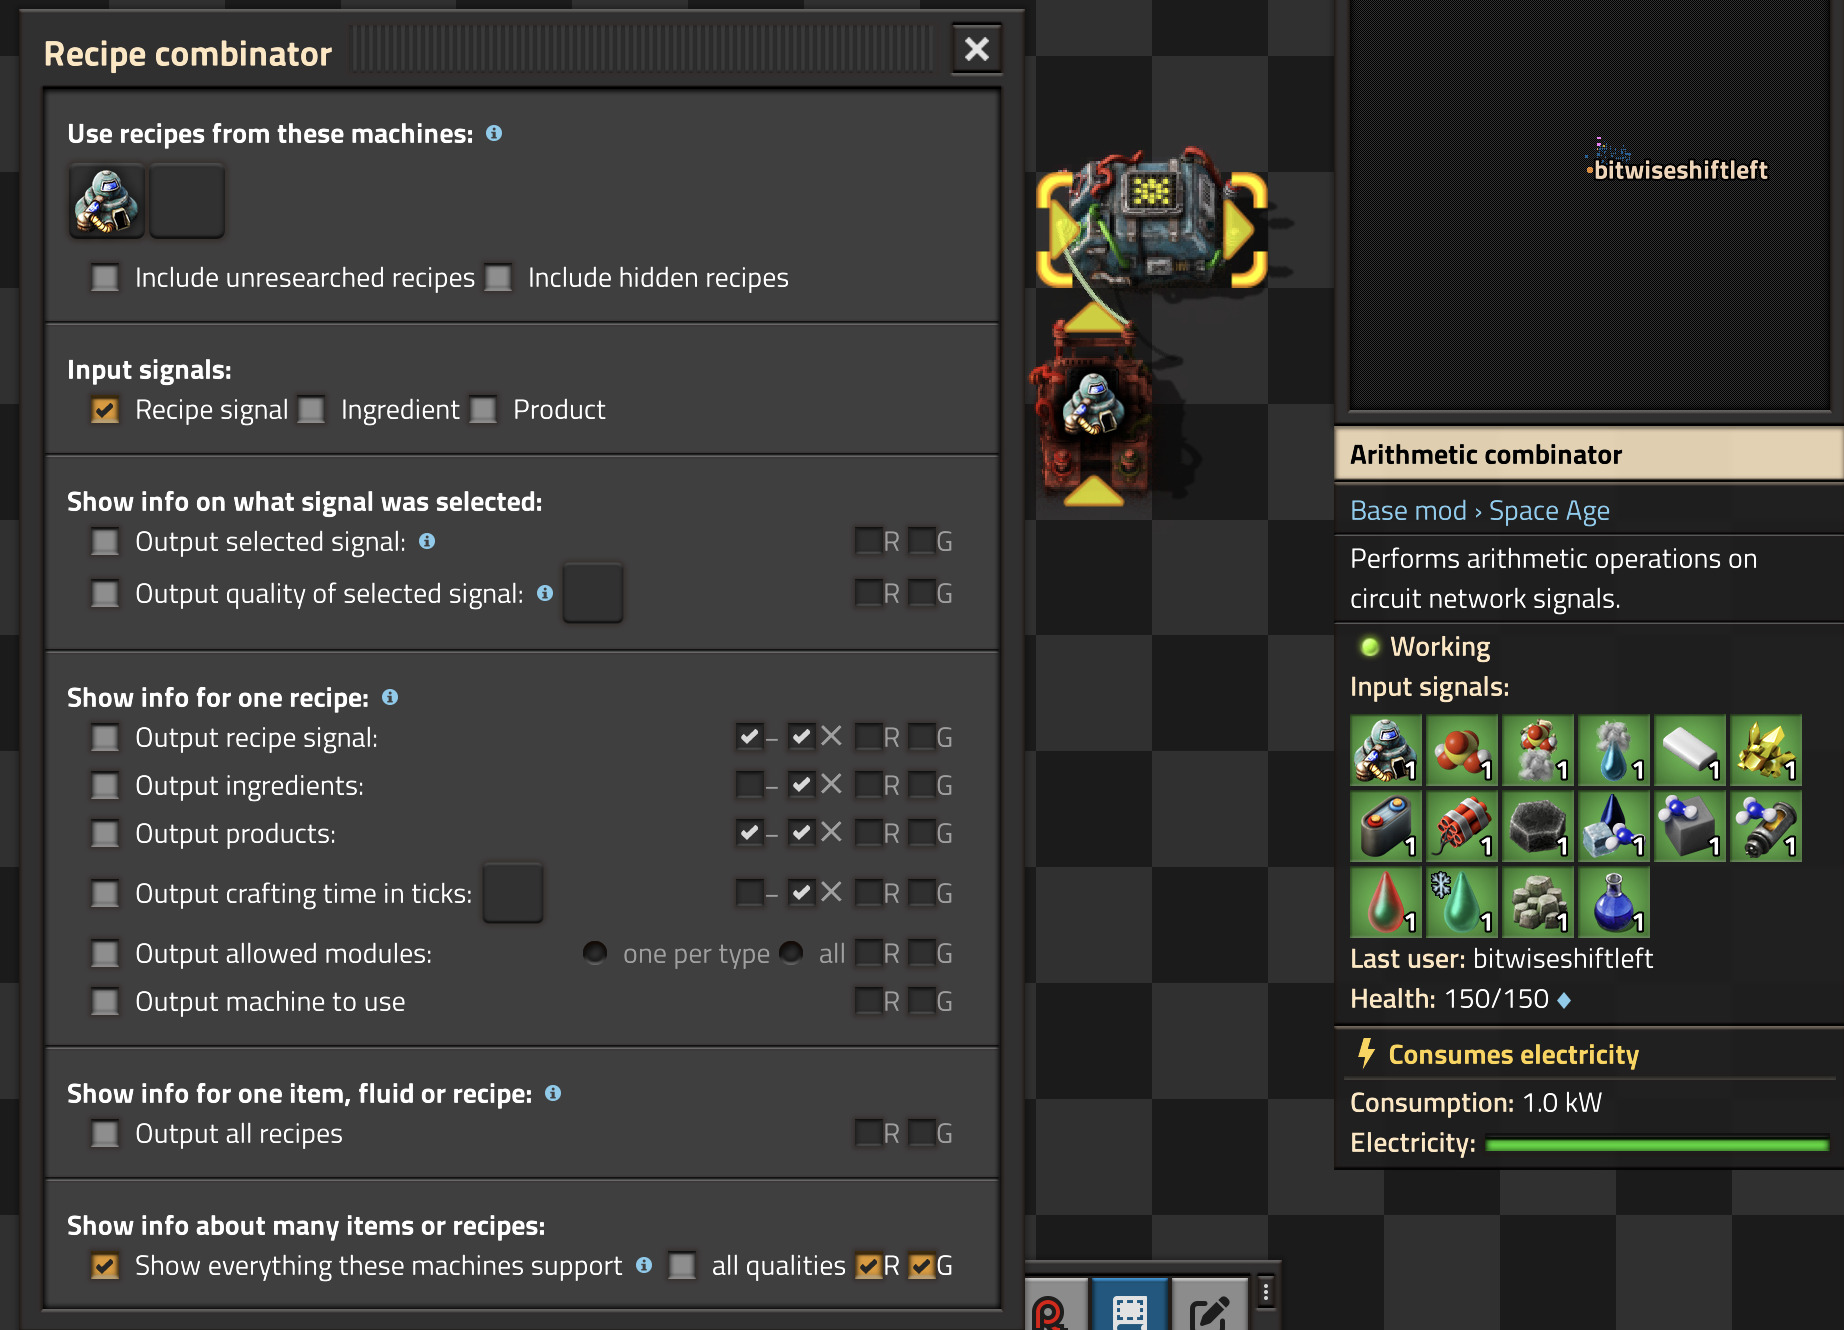 Recipe combinator
Use recipes from these machines:
Include unresearched recipes Include hidden recipes
Input signals:
Recipe signal Ingredient Product
Show info on what signal was selected:
Output selected signal: R G
Output quality of selected signal: R G
Show info for one recipe:
Output recipe signal: R G
Output ingredients: R G
Output products: R G
Output crafting time in ticks: R G
Output allowed modules: one per type all R G
Output machine to use R G
Show info for one item, fluid or recipe:
Output all recipes R G
Show info about many items or recipes:
Show everything these machines support all qualities R G
bitwiseshiftleft
Arithmetic combinator
Base mod › Space Age
Performs arithmetic operations on
circuit network signals.
Working
Input signals:
1 1 1 1 1 1
1 1 1 1 1 1
1 1 1 1
Last user: bitwiseshiftleft
Health: 150/150
Consumes electricity
Consumption: 1.0 kW
Electricity: